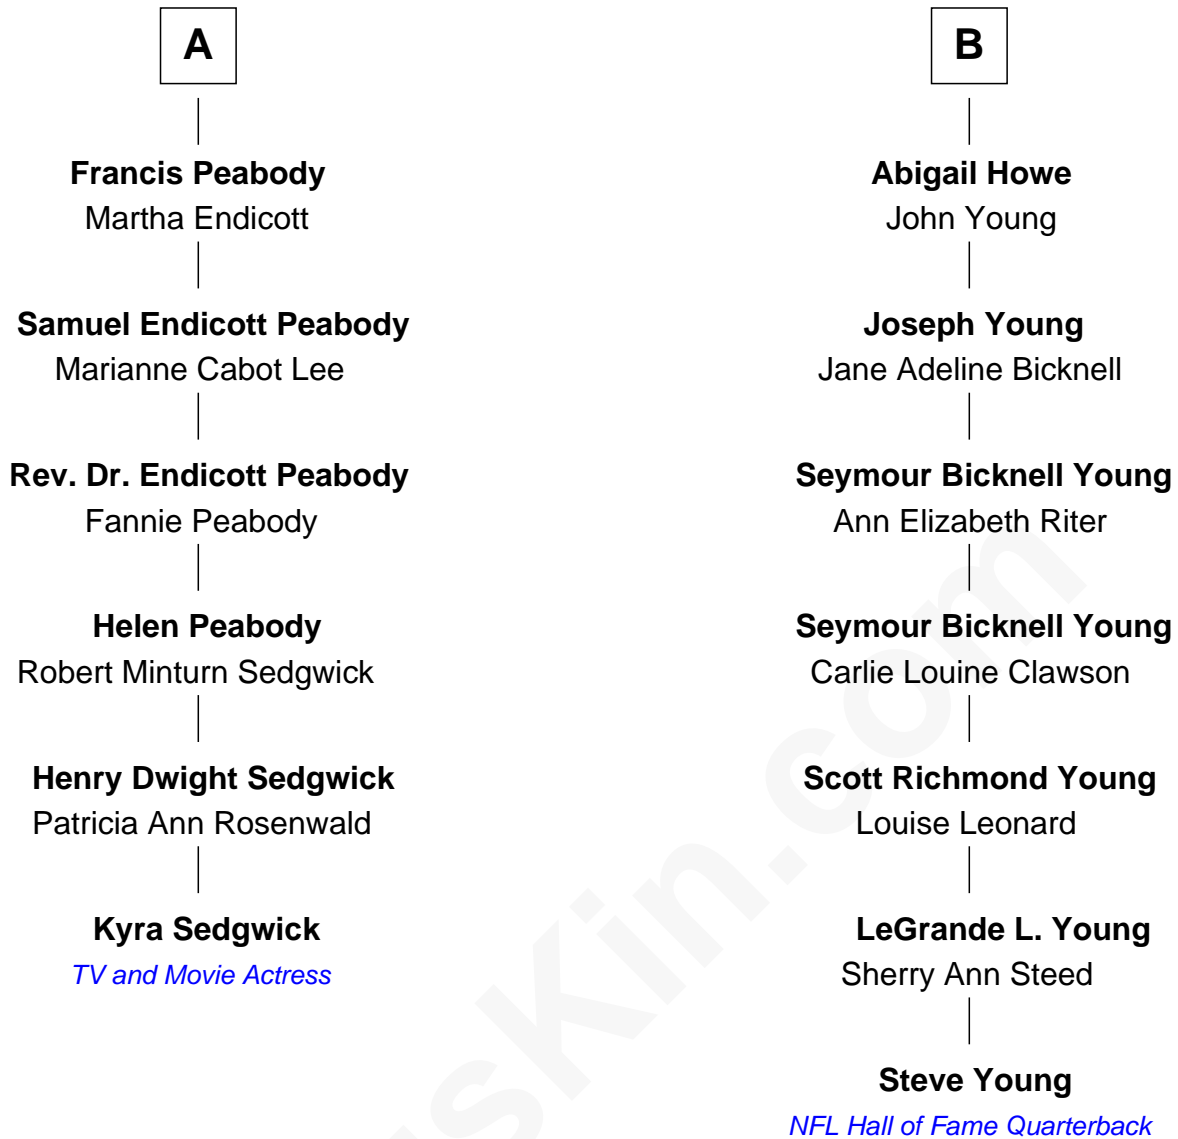 A
Francis Peabody
Martha Endicott
Samuel Endicott Peabody
Marianne Cabot Lee
Rev. Dr. Endicott Peabody
Fannie Peabody
Helen Peabody
Robert Minturn Sedgwick
Henry Dwight Sedgwick
Patricia Ann Rosenwald
Kyra Sedgwick
TV and Movie Actress
B
Abigail Howe
John Young
Joseph Young
Jane Adeline Bicknell
Seymour Bicknell Young
Ann Elizabeth Riter
Seymour Bicknell Young
Carlie Louine Clawson
Scott Richmond Young
Louise Leonard
LeGrande L. Young
Sherry Ann Steed
Steve Young
NFL Hall of Fame Quarterback